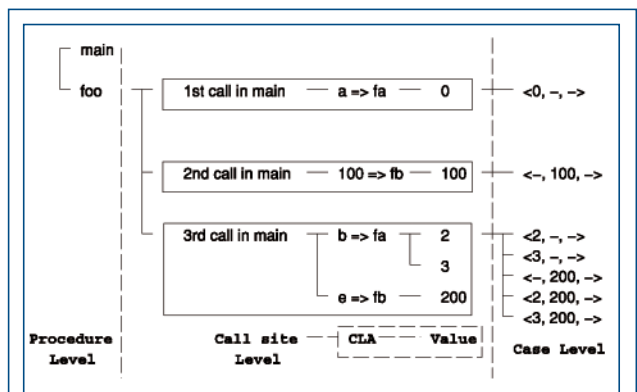 main
foo
1st call in main a => fa 0 <0, -, ->
2nd call in main 100 => fb 100 <-, 100, ->
3rd call in main b => fa 2 <2, -, ->
3 <3, -, ->
<-, 200, ->
e => fb 200 <2, 200, ->
<3, 200, ->
Procedure Level
Call site Level
CLA Value
Case Level